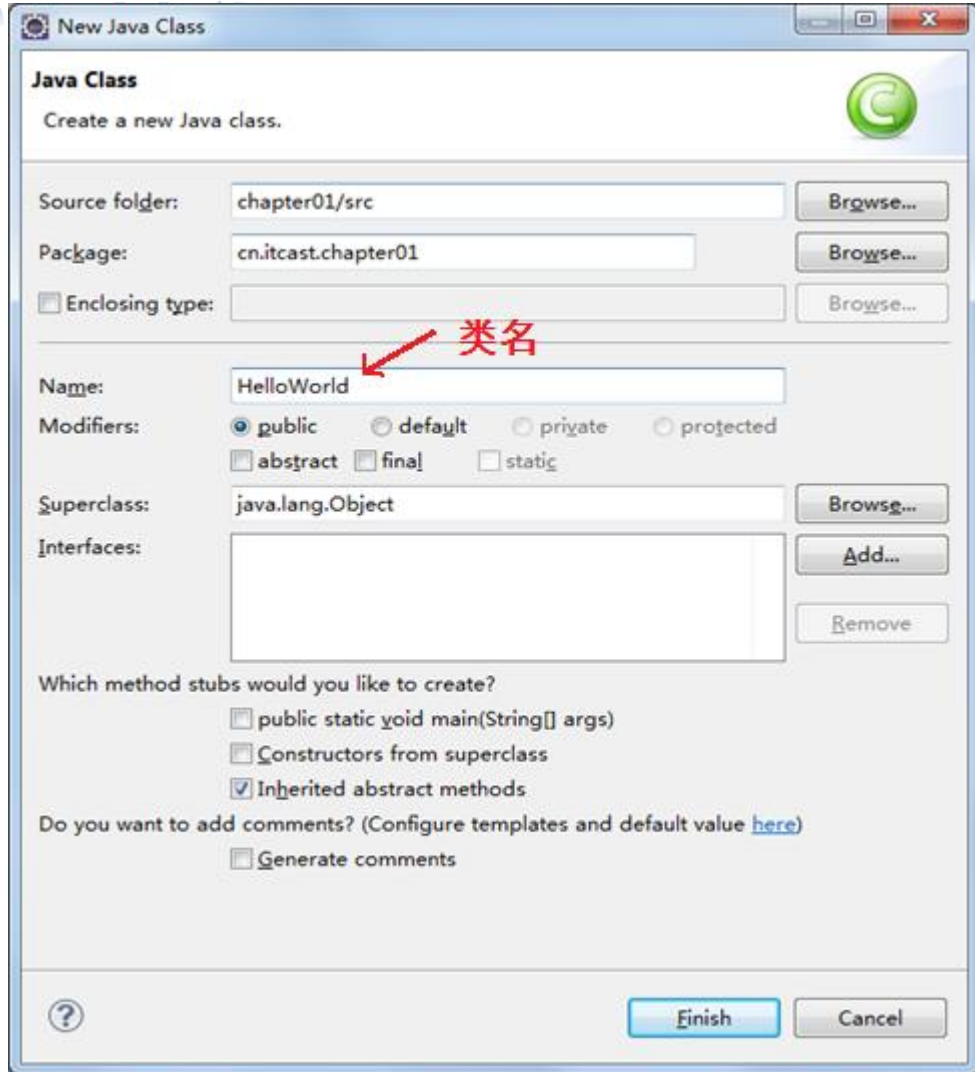 New Java Class
Java Class
Create a new Java class.
Source folder: chapter01/src Browse...
Package: cn.itcast.chapter01 Browse...
Enclosing type: Browse...
类名
Name: HelloWorld
Modifiers: public default private protected
abstract final static
Superclass: java.lang.Object Browse...
Interfaces: Add...
Remove
Which method stubs would you like to create?
public static void main(String[] args)
Constructors from superclass
Inherited abstract methods
Do you want to add comments? (Configure templates and default value here)
Generate comments
? Finish Cancel